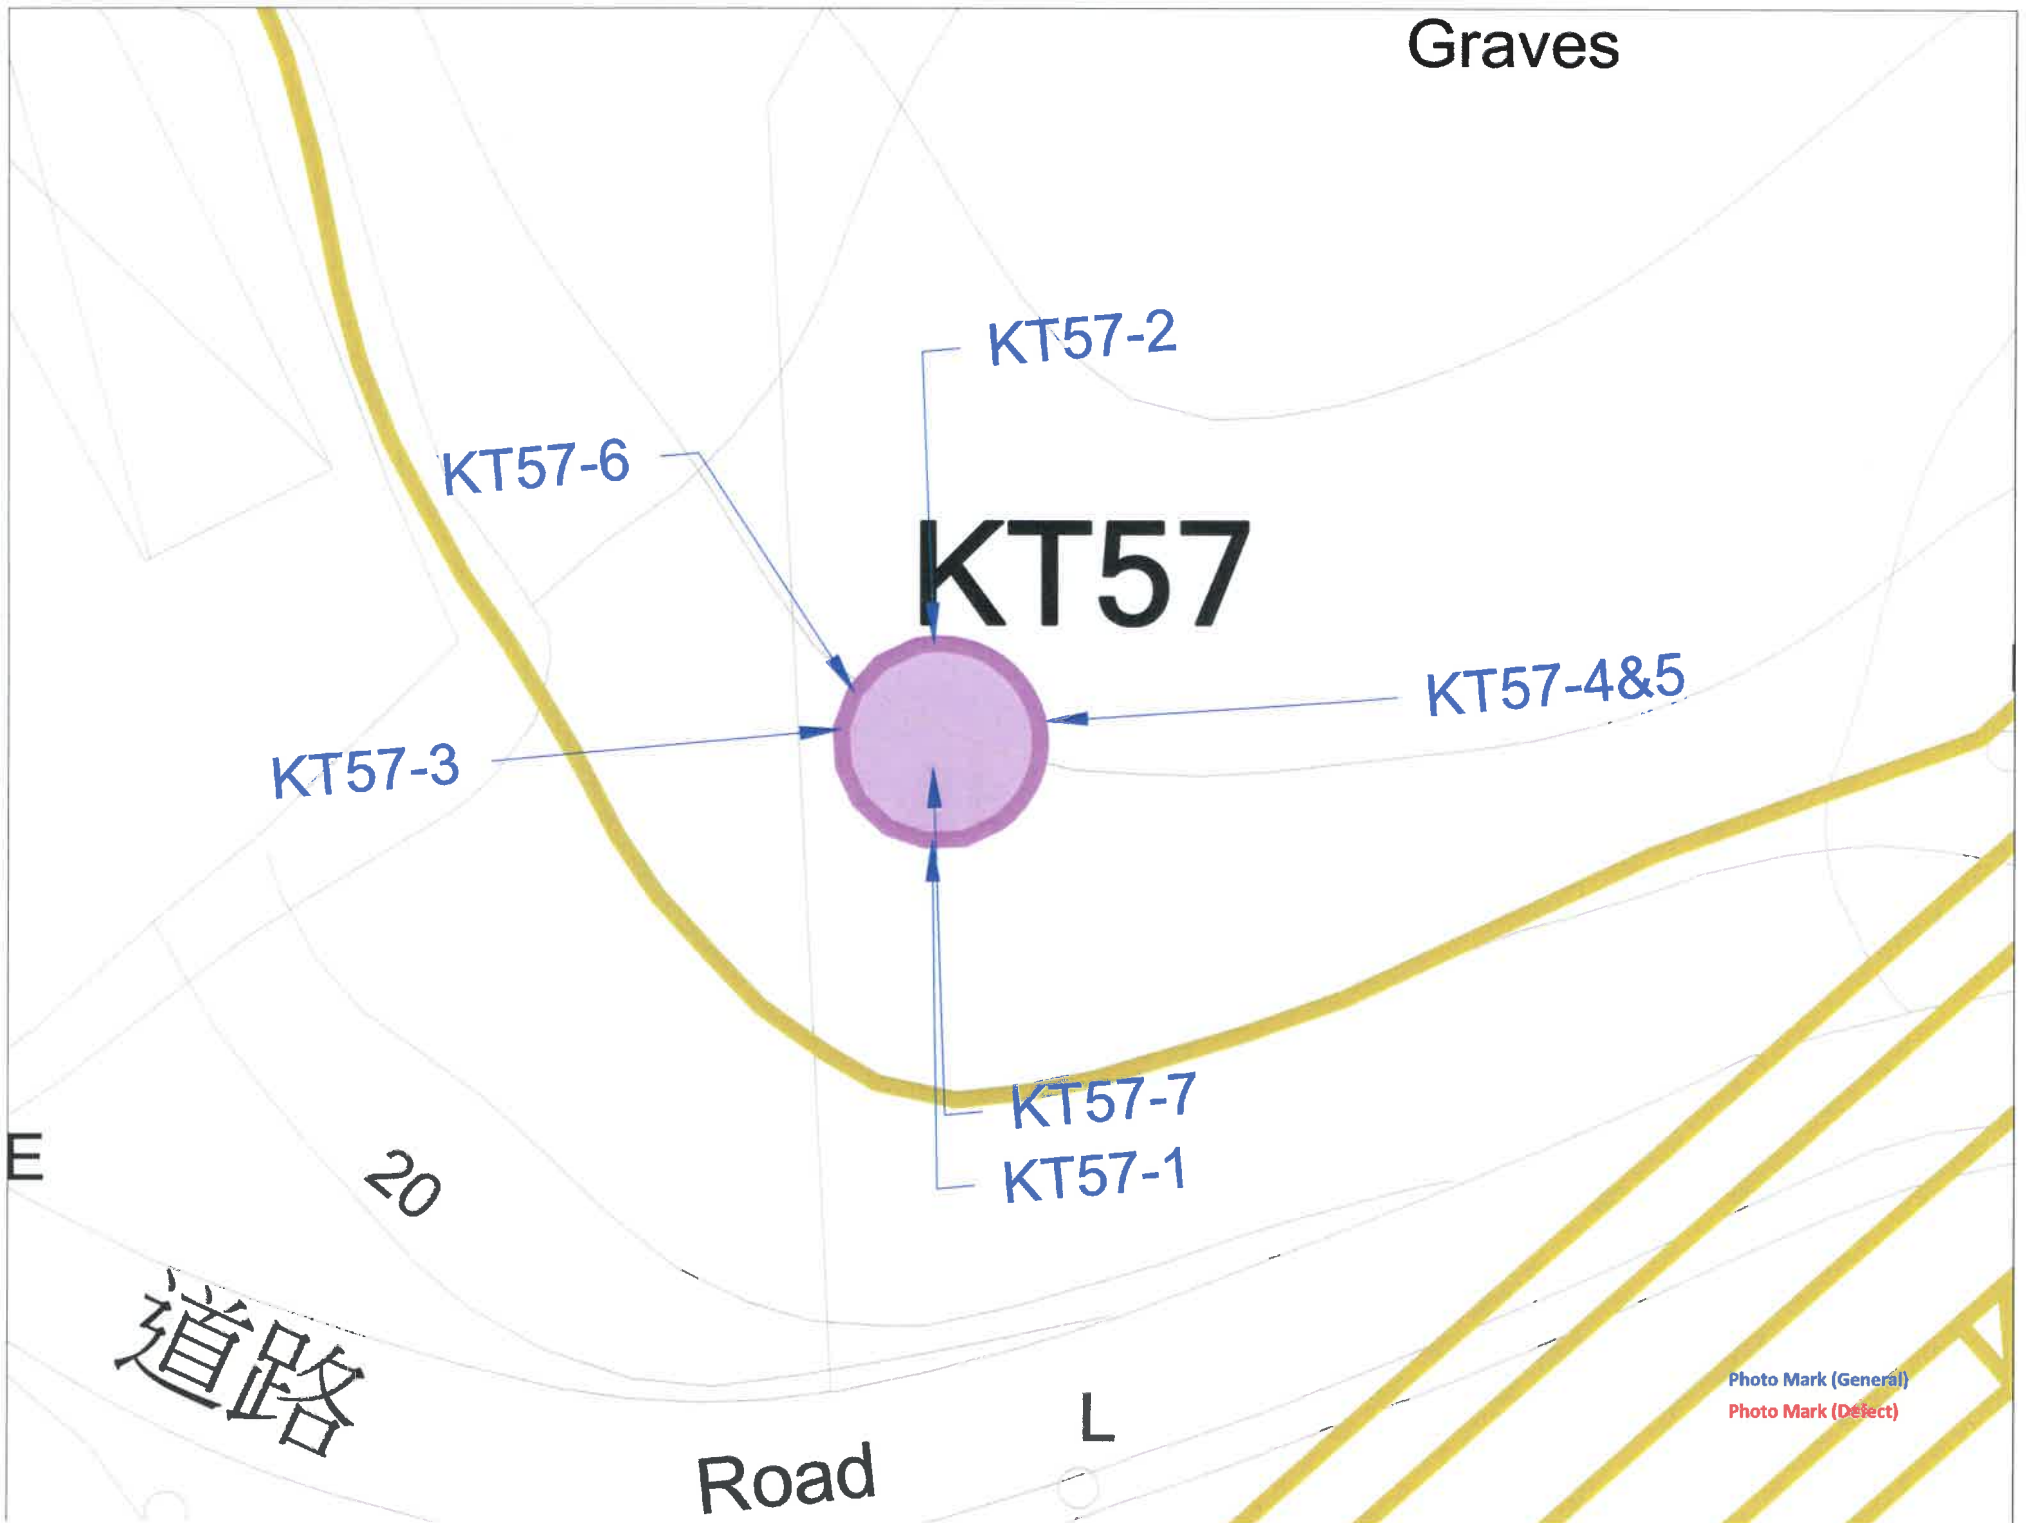 Graves
KT57-2
KT57-6
KT57
KT57-4&5
KT57-3
KT57-7
KT57-1
E
20
道路
Road
L
Photo Mark (General)
Photo Mark (Defect)